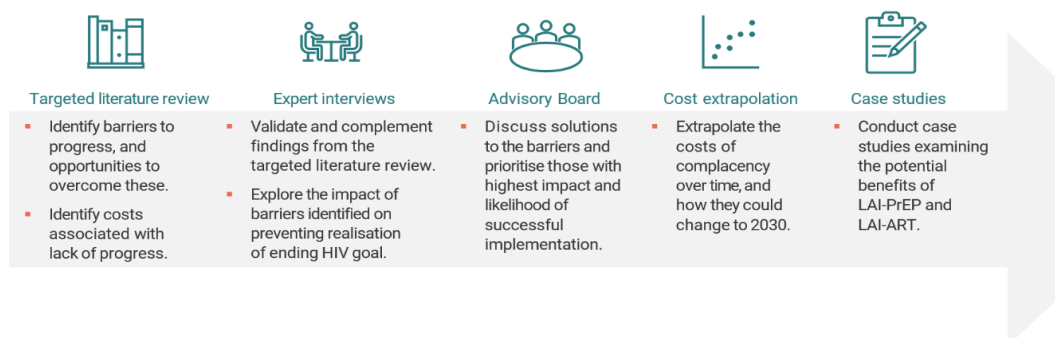 Targeted literature review
Identify barriers to
progress, and
opportunities to
overcome these.
Identify costs
associated with
lack of progress.
Expert interviews
Validate and complement
findings from the
targeted literature review.
Explore the impact of
barriers identified on
preventing realisation
of ending HIV goal.
Advisory Board
Discuss solutions
to the barriers and
prioritise those with
highest impact and
likelihood of
successful
implementation.
Cost extrapolation
Extrapolate the
costs of
complacency
over time, and
how they could
change to 2030.
Case studies
Conduct case
studies examining
the potential
benefits of
LAI-PrEP and
LAI-ART.